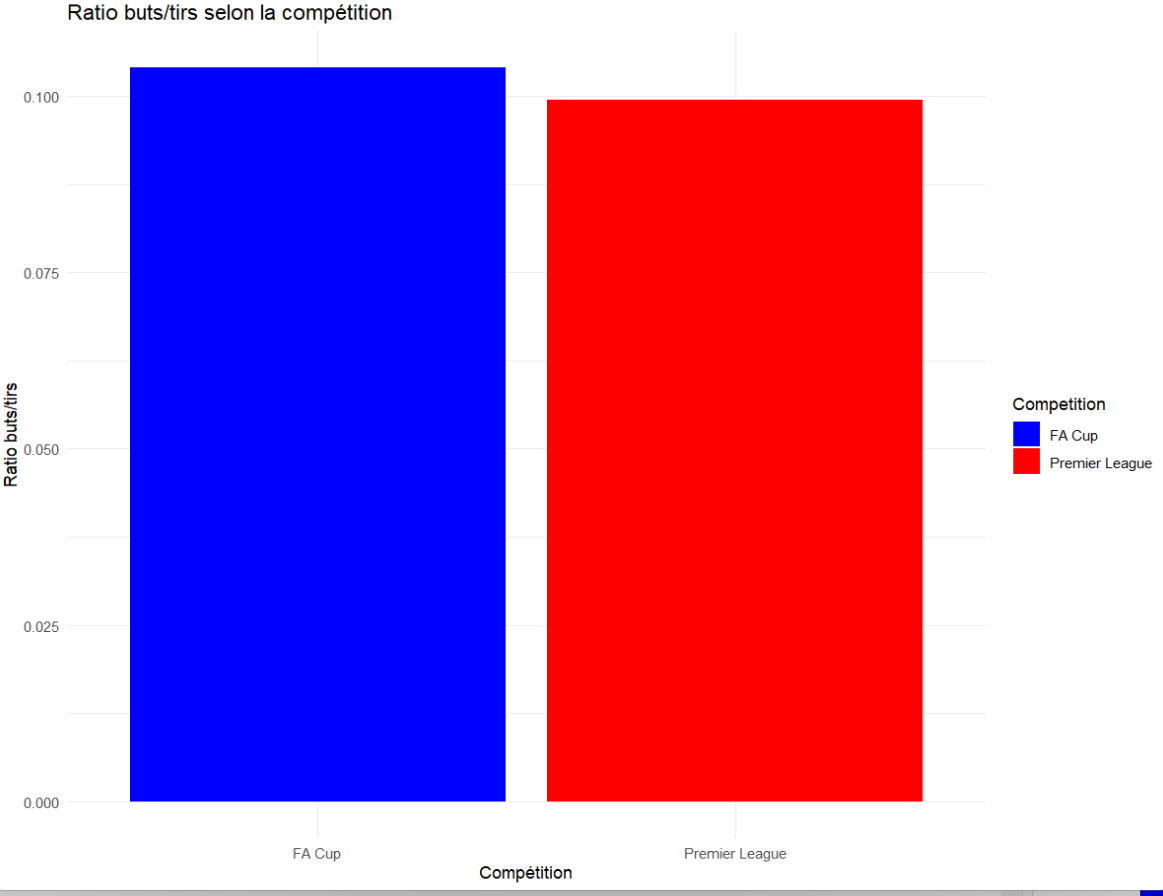 Ratio buts/tirs selon la compétition
0.100
0.075
0.050
0.025
0.000
Ratio buts/tirs
FA Cup
Premier League
Compétition
Competition
FA Cup
Premier League